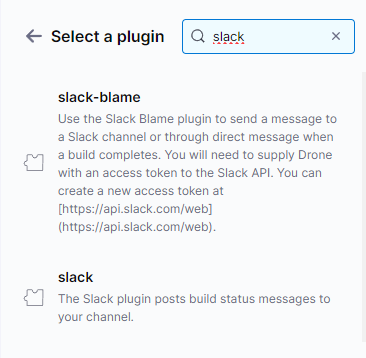 Select a plugin
slack
slack-blame
Use the Slack Blame plugin to send a message to
a Slack channel or through direct message when
a build completes. You will need to supply Drone
with an access token to the Slack API. You can
create a new access token at
[https://api.slack.com/web]
(https://api.slack.com/web).
slack
The Slack plugin posts build status messages to
your channel.